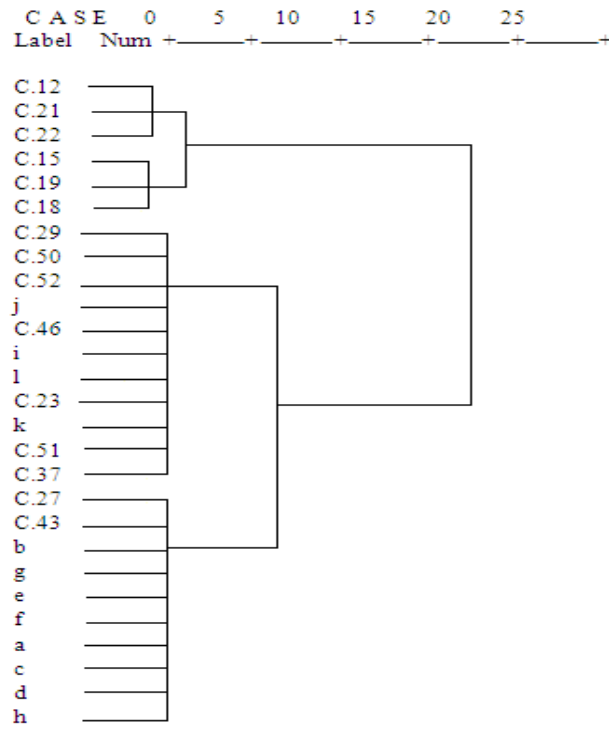 C A S E 0 5 10 15 20 25
Label Num +———+———+———+———+———+———+
C.12
C.21
C.22
C.15
C.19
C.18
C.29
C.50
C.52
j
C.46
i
l
C.23
k
C.51
C.37
C.27
C.43
b
g
e
f
a
c
d
h